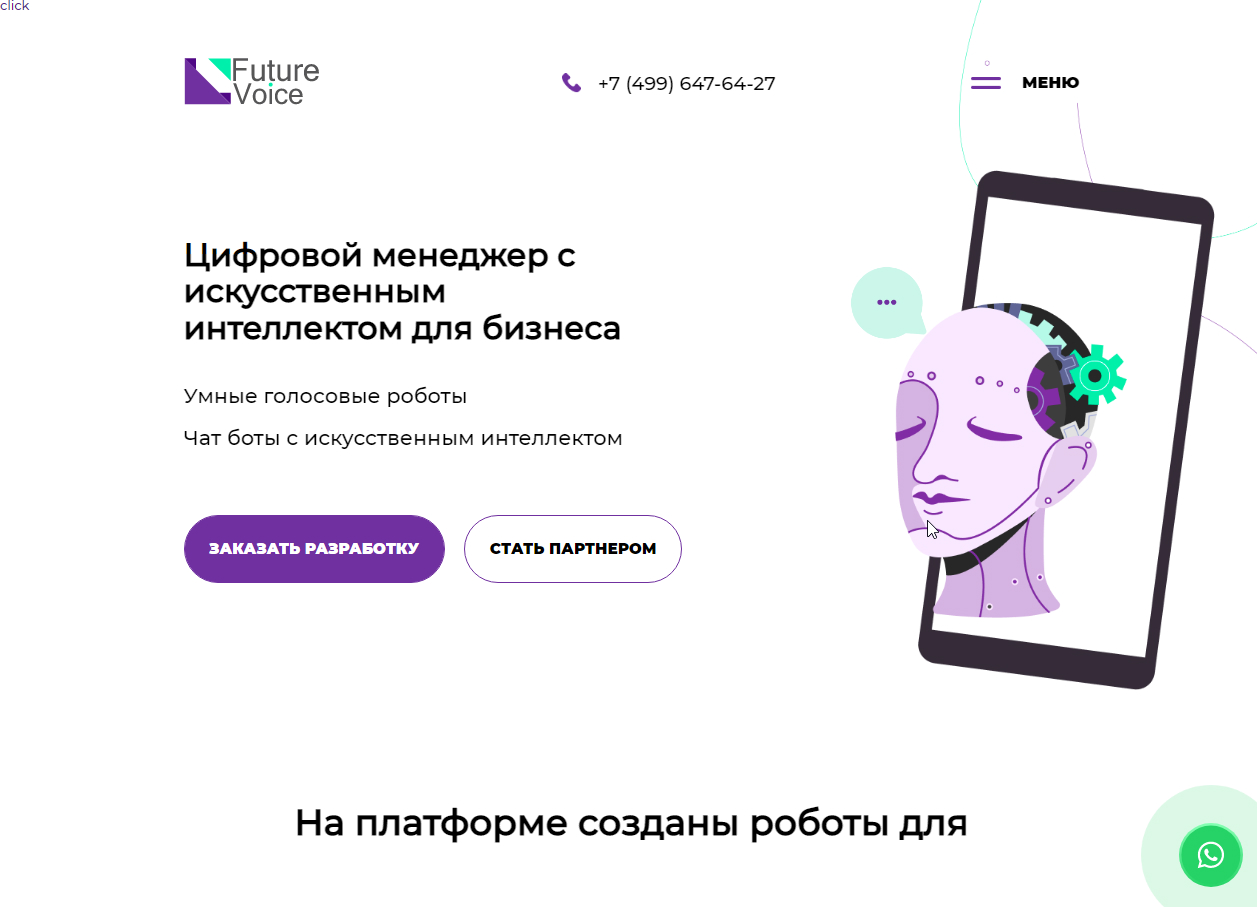 click
Future
Voice
+7 (499) 647-64-27
МЕНЮ
Цифровой менеджер с
искусственным
интеллектом для бизнеса
Умные голосовые роботы
Чат боты с искусственным интеллектом
ЗАКАЗАТЬ РАЗРАБОТКУ
СТАТЬ ПАРТНЕРОМ
На платформе созданы роботы для